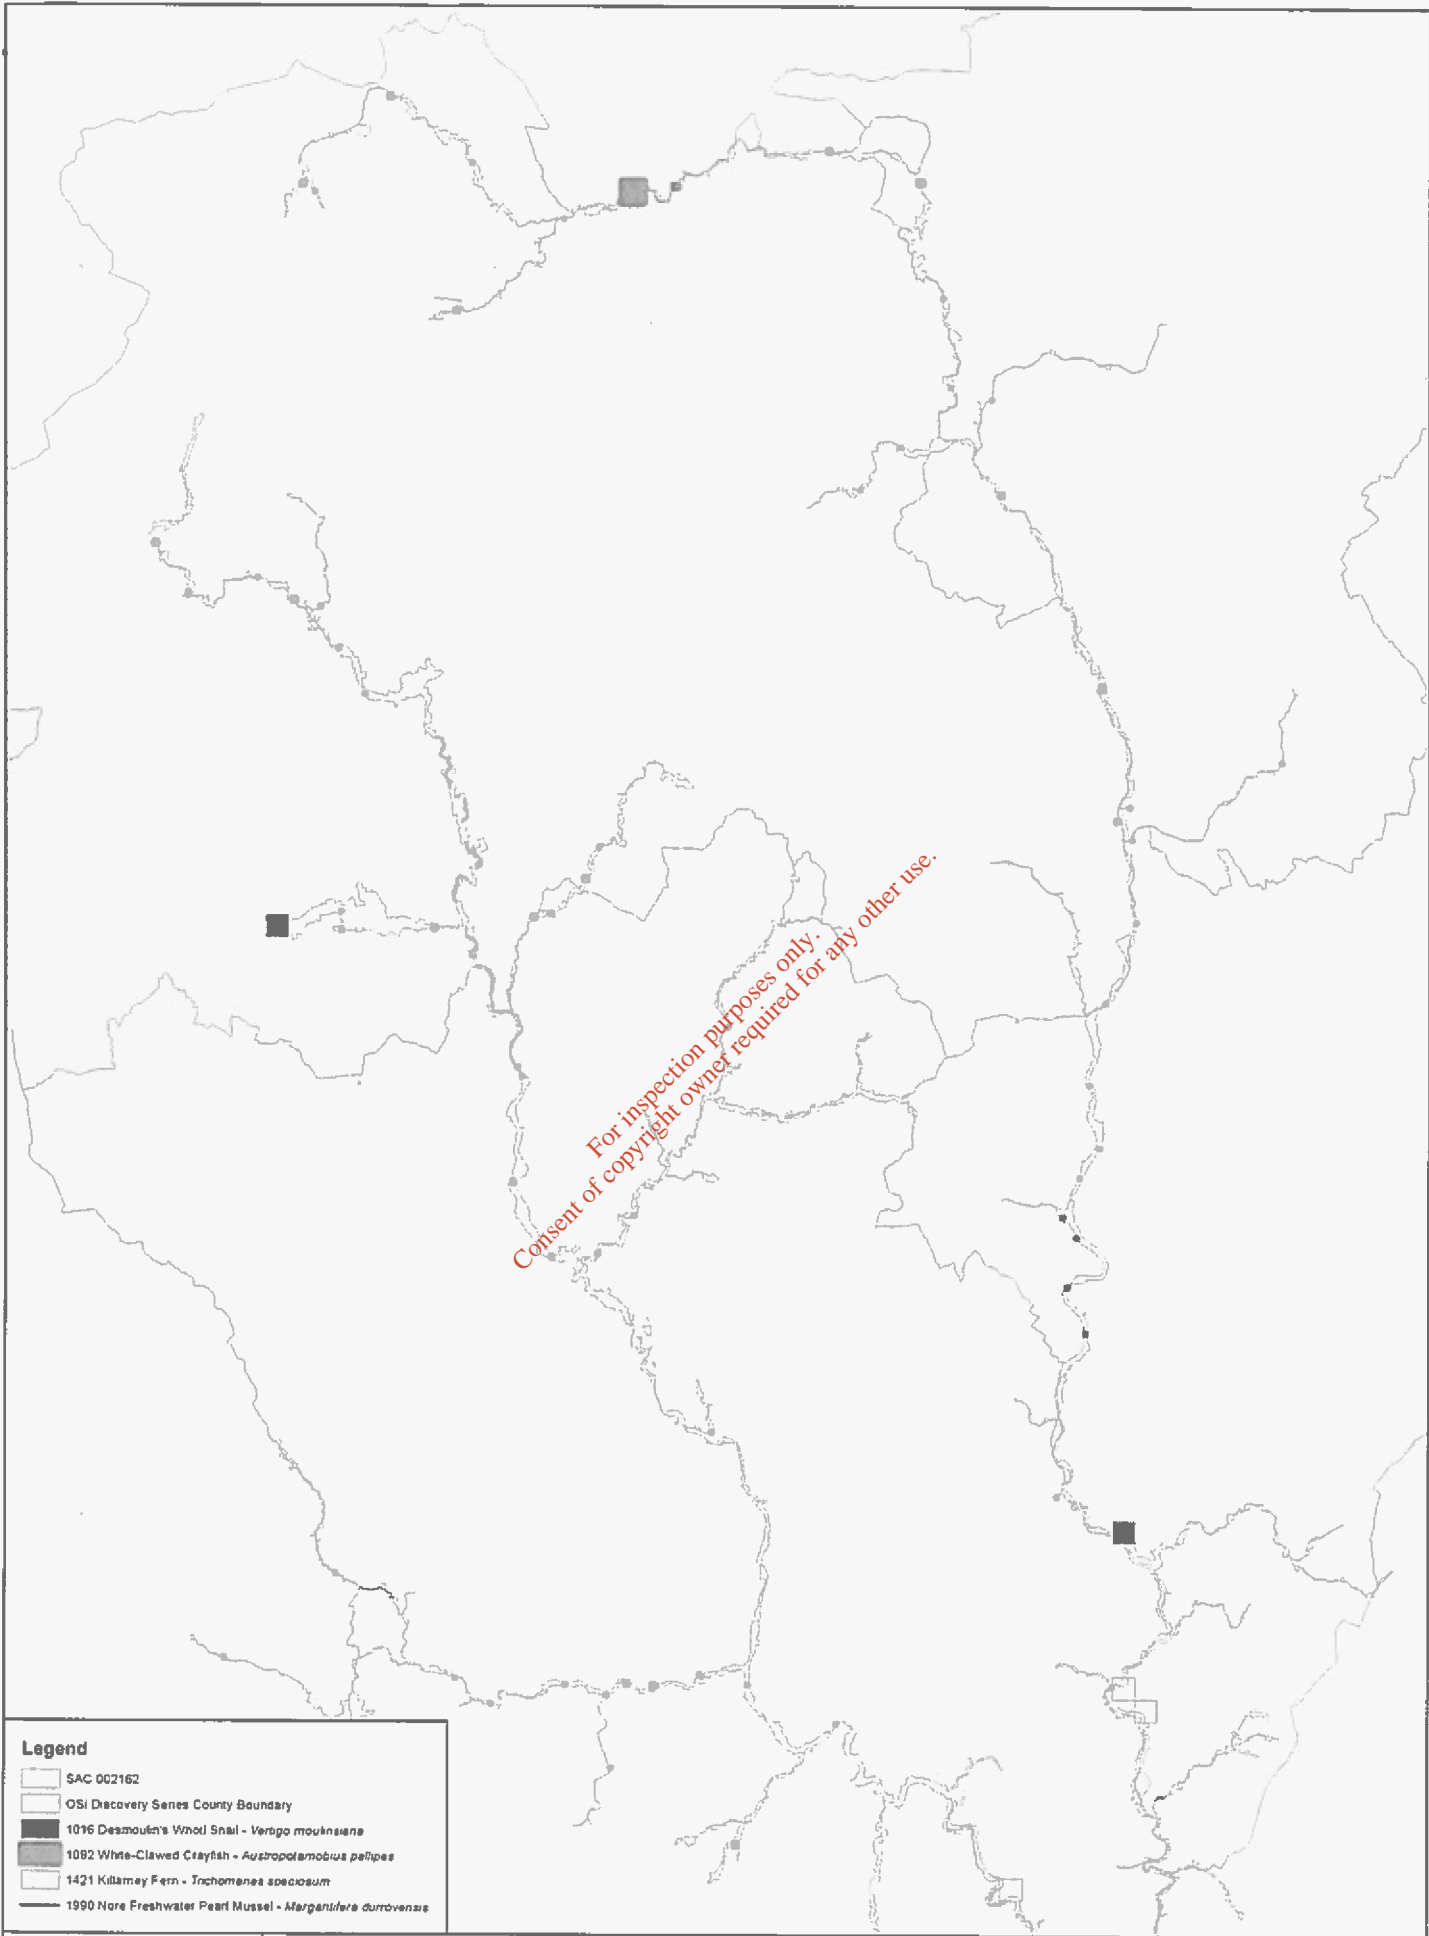 For inspection purposes only.
Consent of copyright owner required for any other use.
Legend
SAC 002162
OSi Discovery Series County Boundary
1016 Desmoulin's Whorl Snail - Vertigo moulinsiana
1092 White-Clawed Crayfish - Austropotamobius pallipes
1421 Killarney Fern - Trichomanes speciosum
1990 Nore Freshwater Pearl Mussel - Margaritifera durrovensis